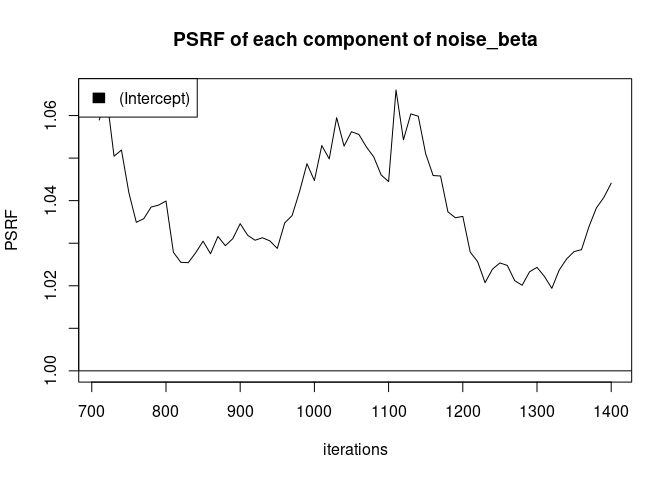 PSRF of each component of noise_beta
(Intercept)
PSRF
1.06
1.04
1.02
1.00
700 800 900 1000 1100 1200 1300 1400
iterations